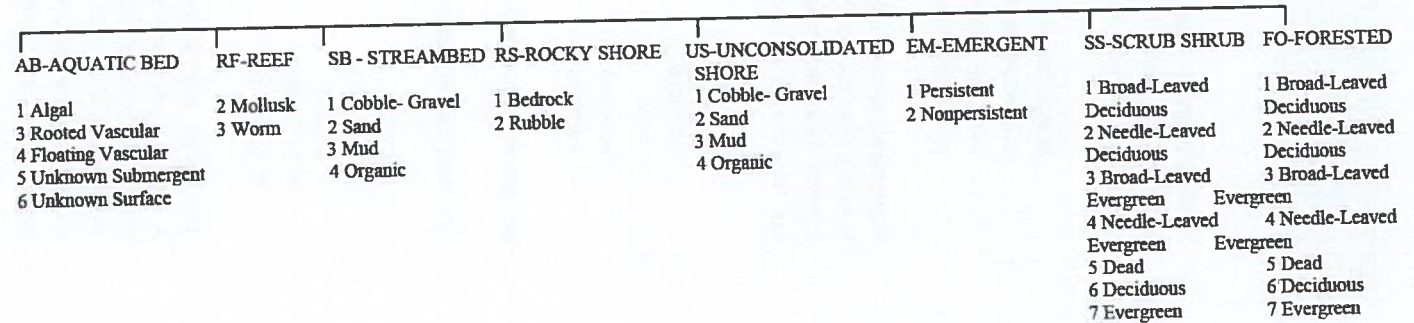 AB-AQUATIC BED
1 Algal
3 Rooted Vascular
4 Floating Vascular
5 Unknown Submergent
6 Unknown Surface
RF-REEF
2 Mollusk
3 Worm
SB - STREAMBED
1 Cobble- Gravel
2 Sand
3 Mud
4 Organic
RS-ROCKY SHORE
1 Bedrock
2 Rubble
US-UNCONSOLIDATED
SHORE
1 Cobble- Gravel
2 Sand
3 Mud
4 Organic
EM-EMERGENT
1 Persistent
2 Nonpersistent
SS-SCRUB SHRUB
1 Broad-Leaved
Deciduous
2 Needle-Leaved
Deciduous
3 Broad-Leaved
Evergreen
4 Needle-Leaved
Evergreen
5 Dead
6 Deciduous
7 Evergreen
FO-FORESTED
1 Broad-Leaved
Deciduous
2 Needle-Leaved
Deciduous
3 Broad-Leaved
Evergreen
4 Needle-Leaved
Evergreen
5 Dead
6 Deciduous
7 Evergreen